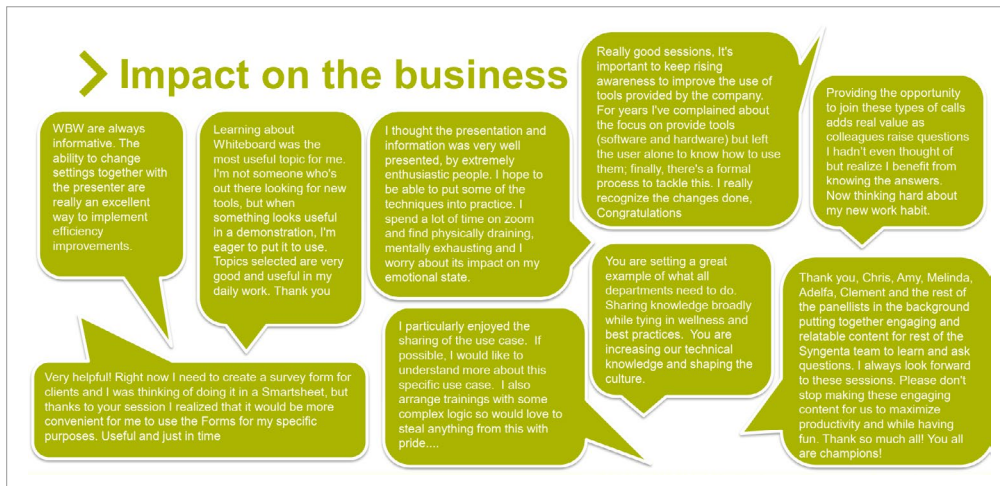 Impact on the business
WBW are always
informative. The
ability to change
settings together with
the presenter are
really an excellent
way to implement
efficiency
improvements.
Learning about
Whiteboard was the
most useful topic for me.
I'm not someone who's
out there looking for new
tools, but when
something looks useful
in a demonstration, I'm
eager to put it to use.
Topics selected are very
good and useful in my
daily work. Thank you
I thought the presentation and
information was very well
presented, by extremely
enthusiastic people. I hope to
be able to put some of the
techniques into practice. I
spend a lot of time on zoom
and find physically draining,
mentally exhausting and I
worry about its impact on my
emotional state.
Really good sessions, It's
important to keep rising
awareness to improve the use of
tools provided by the company.
For years I've complained about
the focus on provide tools
(software and hardware) but left
the user alone to know how to use
them; finally, there's a formal
process to tackle this. I really
recognize the changes done,
Congratulations
Providing the opportunity
to join these types of calls
adds real value as
colleagues raise questions
I hadn't even thought of
but realize I benefit from
knowing the answers.
Now thinking hard about
my new work habit.
Very helpful! Right now I need to create a survey form for
clients and I was thinking of doing it in a Smartsheet, but
thanks to your session I realized that it would be more
convenient for me to use the Forms for my specific
purposes. Useful and just in time
I particularly enjoyed the
sharing of the use case. If
possible, I would like to
understand more about this
specific use case. I also
arrange trainings with some
complex logic so would love to
steal anything from this with
pride....
You are setting a great
example of what all
departments need to do.
Sharing knowledge broadly
while tying in wellness and
best practices. You are
increasing our technical
knowledge and shaping the
culture.
Thank you, Chris, Amy, Melinda,
Adelfa, Clement and the rest of
the panellists in the background
putting together engaging and
relatable content for rest of the
Syngenta team to learn and ask
questions. I always look forward
to these sessions. Please don't
stop making these engaging
content for us to maximize
productivity and while having
fun. Thank so much all! You all
are champions!